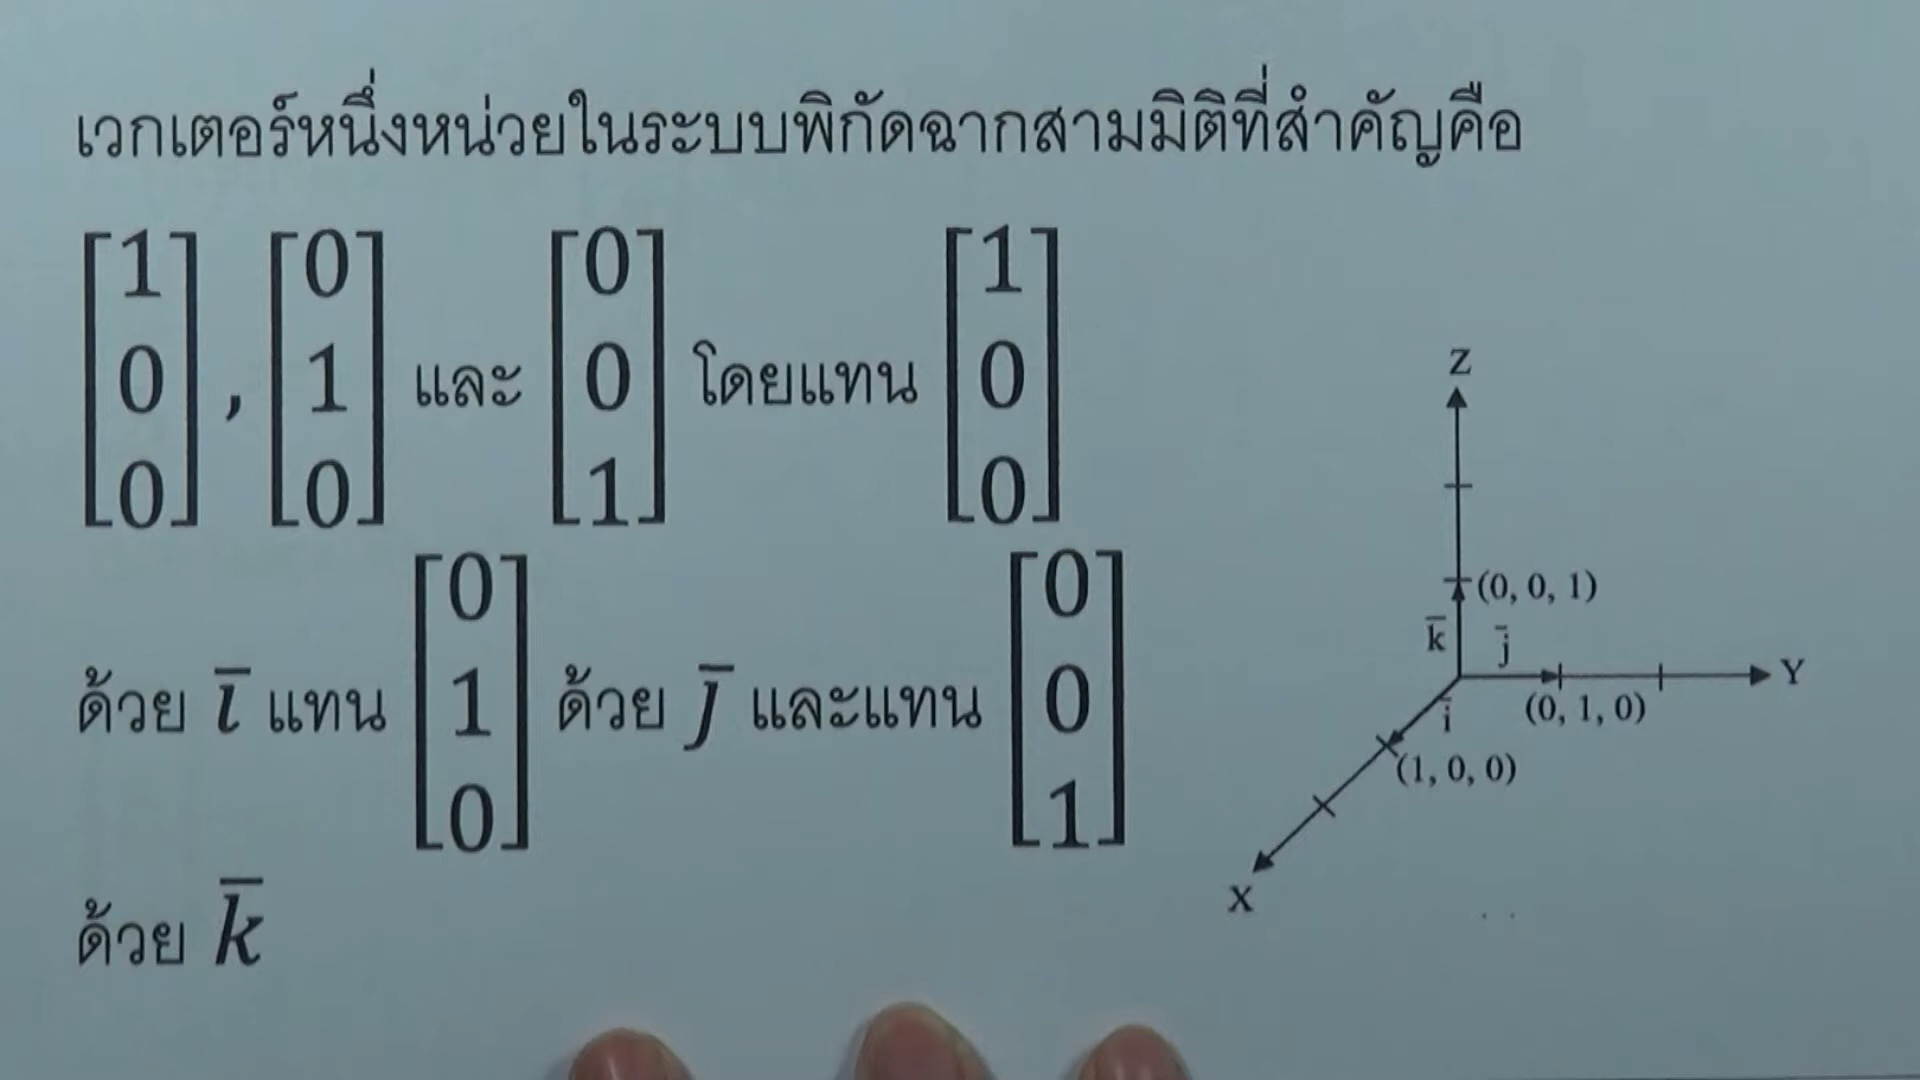 เวกเตอร์หนึ่งหน่วยในระบบพิกัดฉากสามมิติที่สำคัญคือ
[1 0 0] , [0 1 0] และ [0 0 1] โดยแทน [1 0 0]
ด้วย i̅ แทน [0 1 0] ด้วย j̅ และแทน [0 0 1]
ด้วย k̅
Z
(0, 0, 1)
k̅
j̅
Y
(0, 1, 0)
i̅
(1, 0, 0)
X